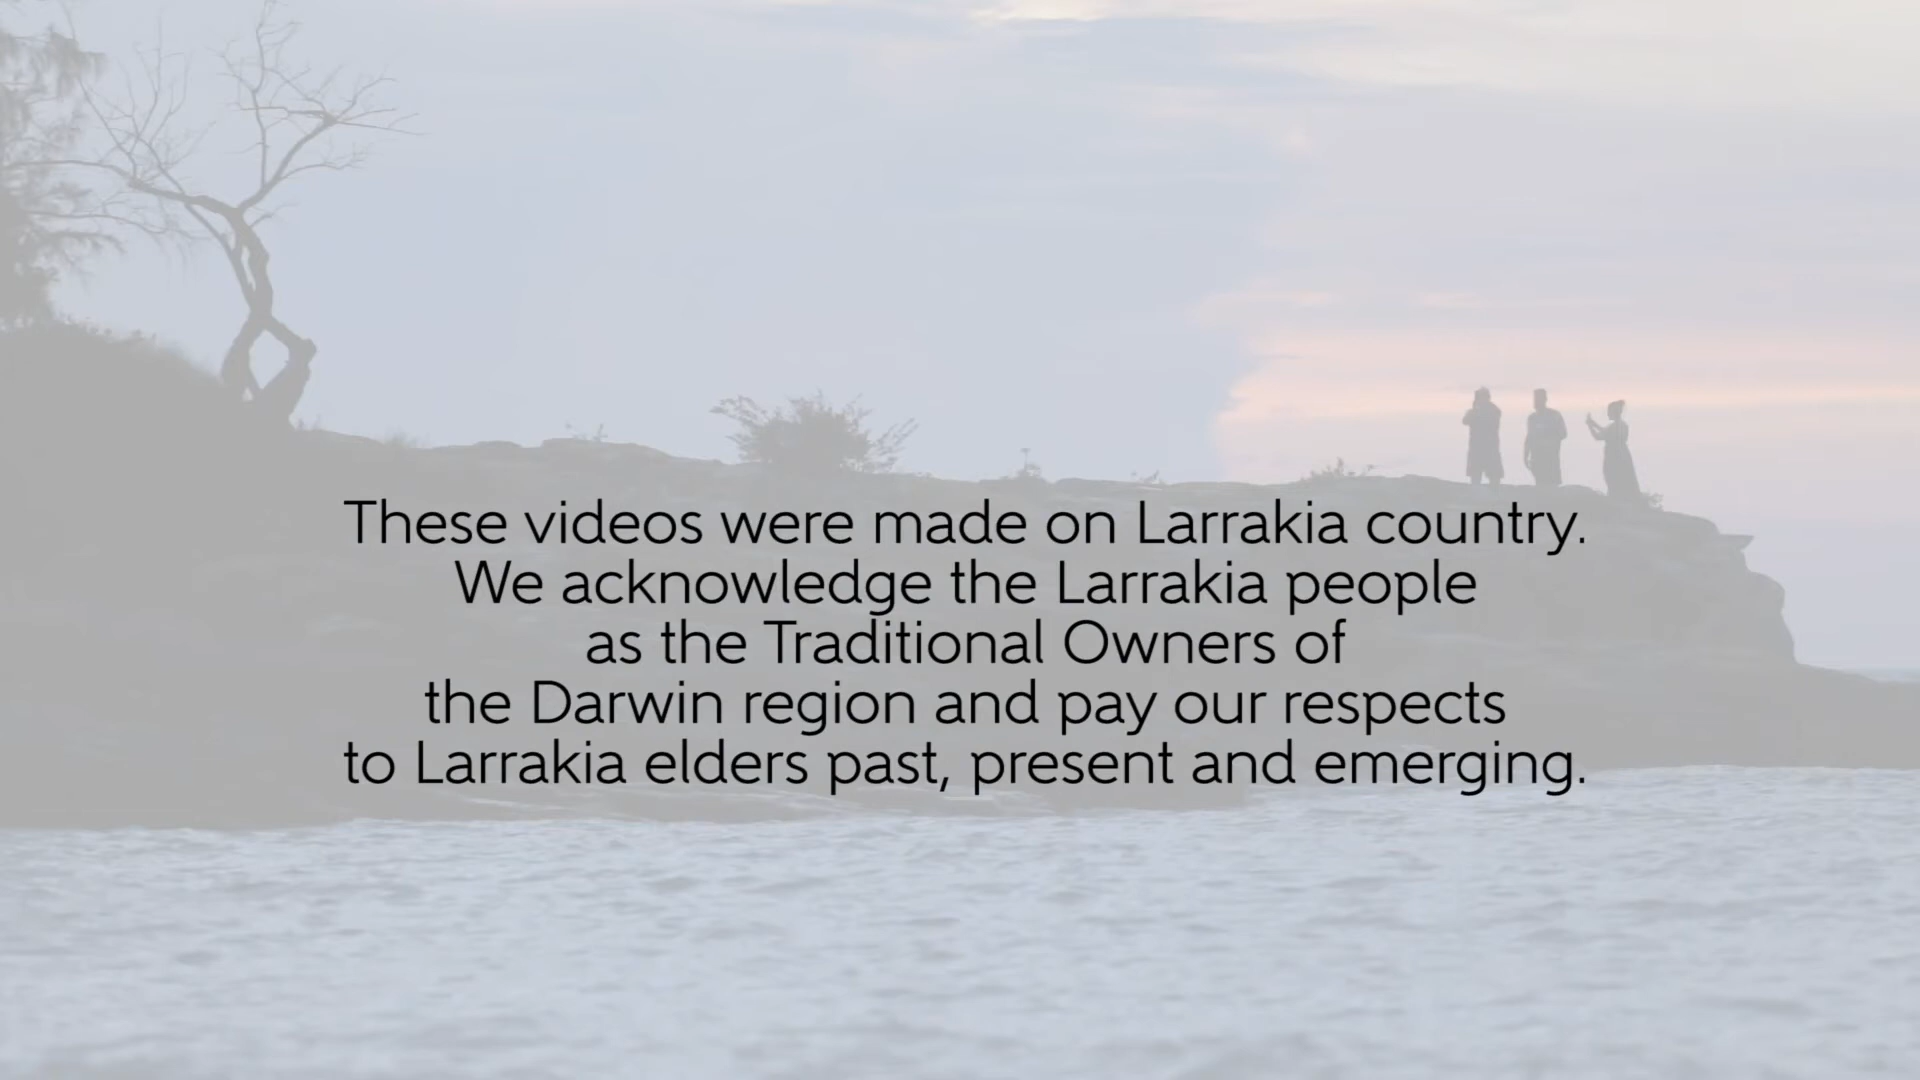 These videos were made on Larrakia country.
We acknowledge the Larrakia people
as the Traditional Owners of
the Darwin region and pay our respects
to Larrakia elders past, present and emerging.